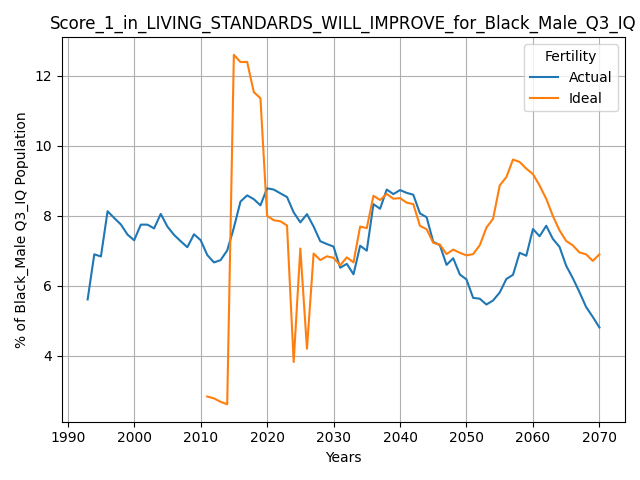 Score_1_in_LIVING_STANDARDS_WILL_IMPROVE_for_Black_Male_Q3_IQ
Fertility
Actual
Ideal
% of Black_Male Q3_IQ Population
12
10
8
6
4
1990 2000 2010 2020 2030 2040 2050 2060 2070
Years